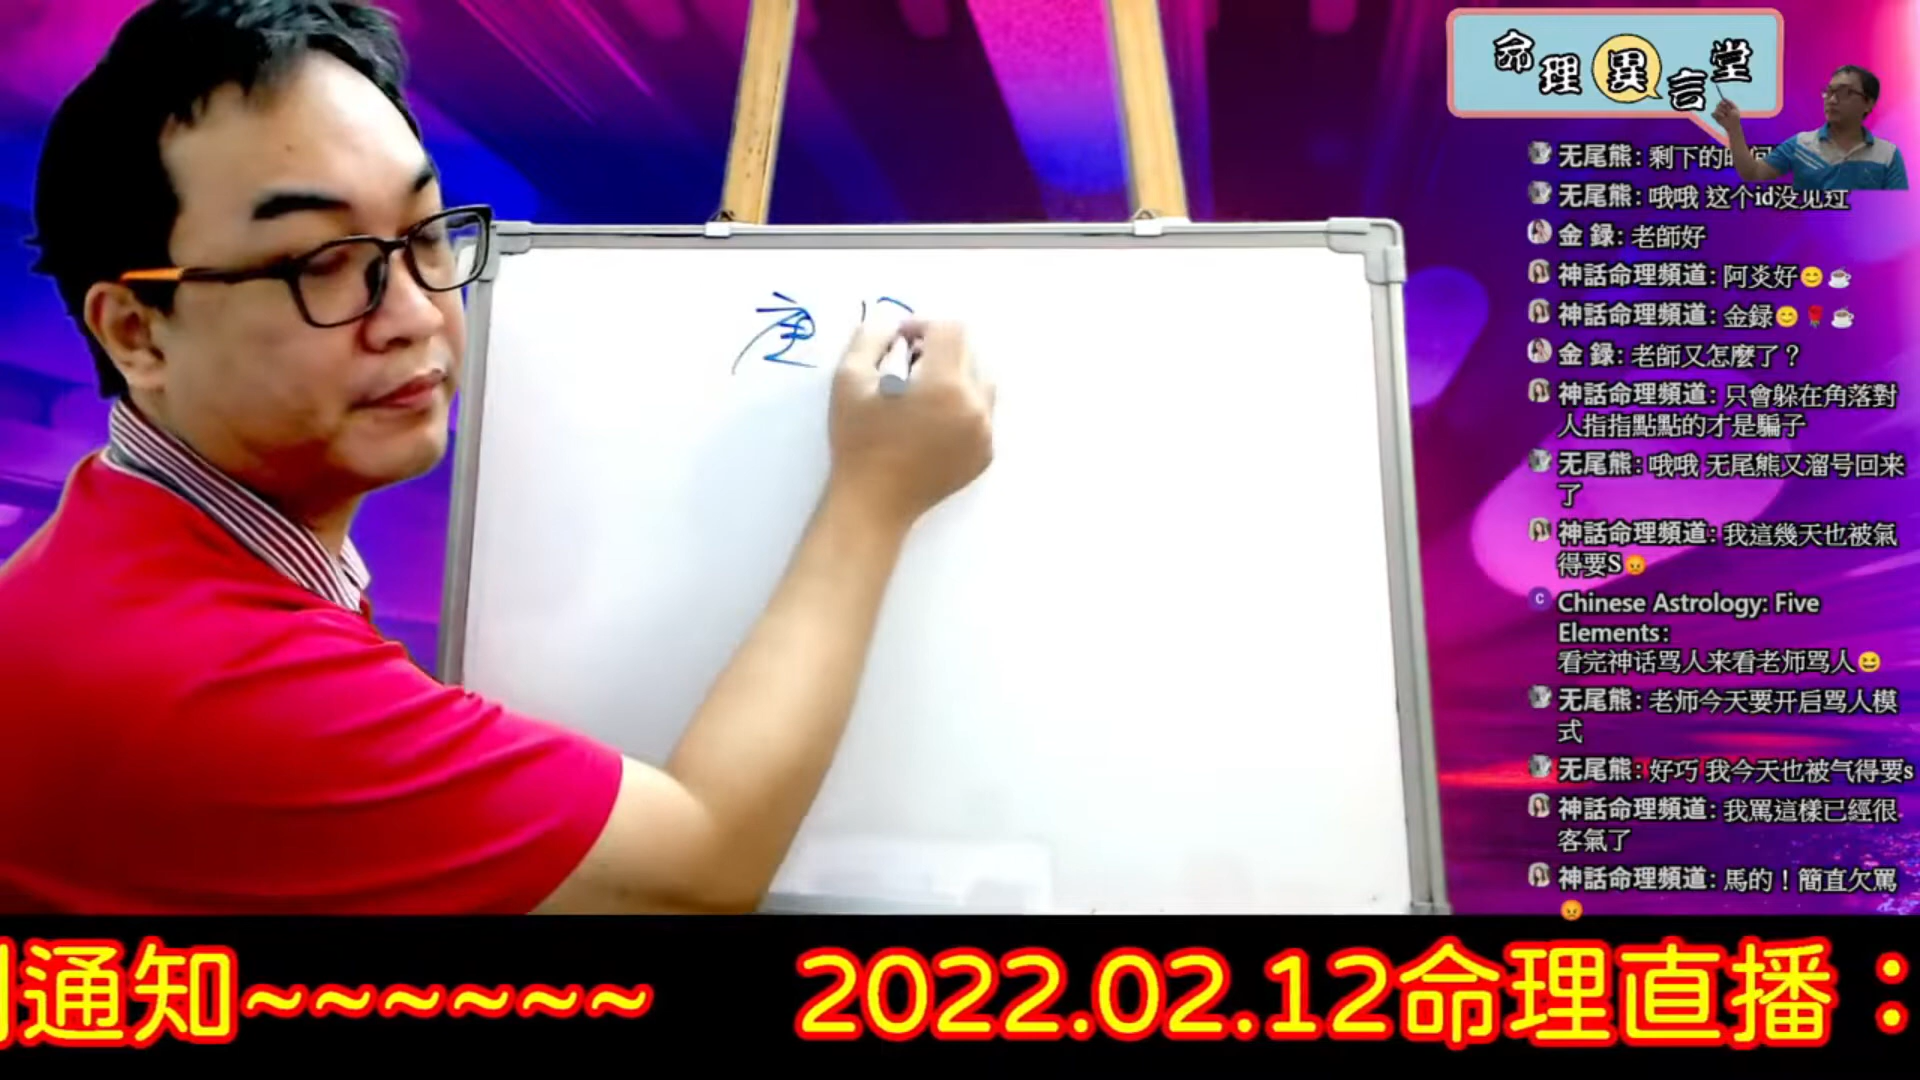 命理異言堂
无尾熊: 剩下的時间
无尾熊: 哦哦 这个id没见过
金 録: 老師好
神話命理頻道: 阿炎好😊☕
神話命理頻道: 金録😊🌹☕
金 録: 老師又怎麼了？
神話命理頻道: 只會躲在角落對
人指指點點的才是騙子
无尾熊: 哦哦 无尾熊又溜号回来
了
神話命理頻道: 我這幾天也被氣
得要S😡
C
Chinese Astrology: Five
Elements:
看完神话骂人来看老师骂人😆
无尾熊: 老师今天要开启骂人模
式
无尾熊: 好巧 我今天也被气得要s
神話命理頻道: 我罵這樣已經很
客氣了
神話命理頻道: 馬的！簡直欠罵
😡
通知~~~~~~ 2022.02.12命理直播：